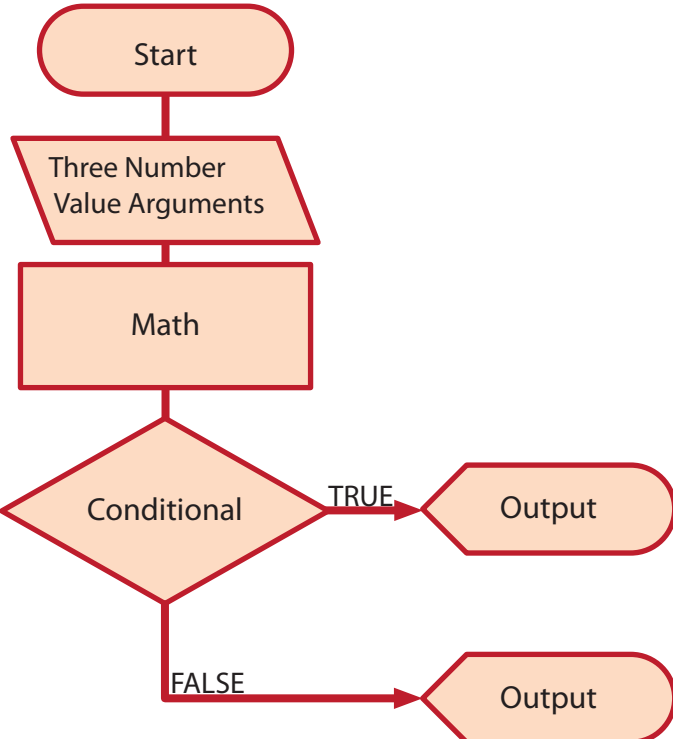 Start
Three Number
Value Arguments
Math
Conditional
TRUE
Output
FALSE
Output